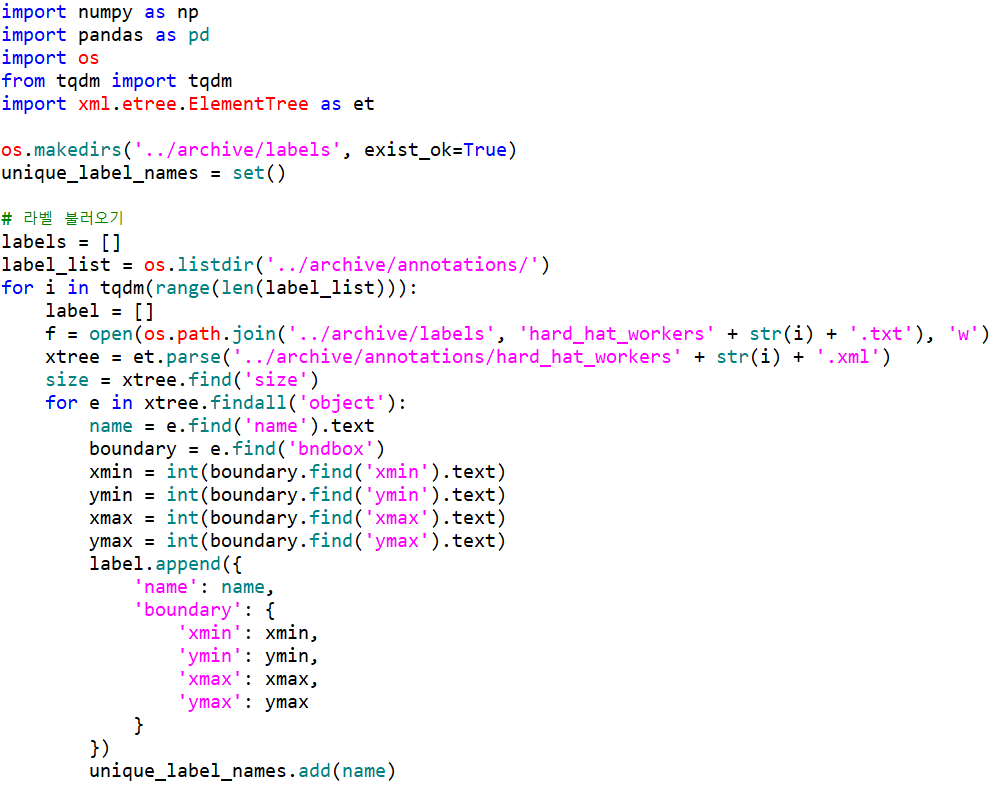 import numpy as np
import pandas as pd
import os
from tqdm import tqdm
import xml.etree.ElementTree as et

os.makedirs('../archive/labels', exist_ok=True)
unique_label_names = set()

# 라벨 불러오기
labels = []
label_list = os.listdir('../archive/annotations/')
for i in tqdm(range(len(label_list))):
    label = []
    f = open(os.path.join('../archive/labels', 'hard_hat_workers' + str(i) + '.txt'), 'w')
    xtree = et.parse('../archive/annotations/hard_hat_workers' + str(i) + '.xml')
    size = xtree.find('size')
    for e in xtree.findall('object'):
        name = e.find('name').text
        boundary = e.find('bndbox')
        xmin = int(boundary.find('xmin').text)
        ymin = int(boundary.find('ymin').text)
        xmax = int(boundary.find('xmax').text)
        ymax = int(boundary.find('ymax').text)
        label.append({
            'name': name,
            'boundary': {
                'xmin': xmin,
                'ymin': ymin,
                'xmax': xmax,
                'ymax': ymax
            }
        })
        unique_label_names.add(name)